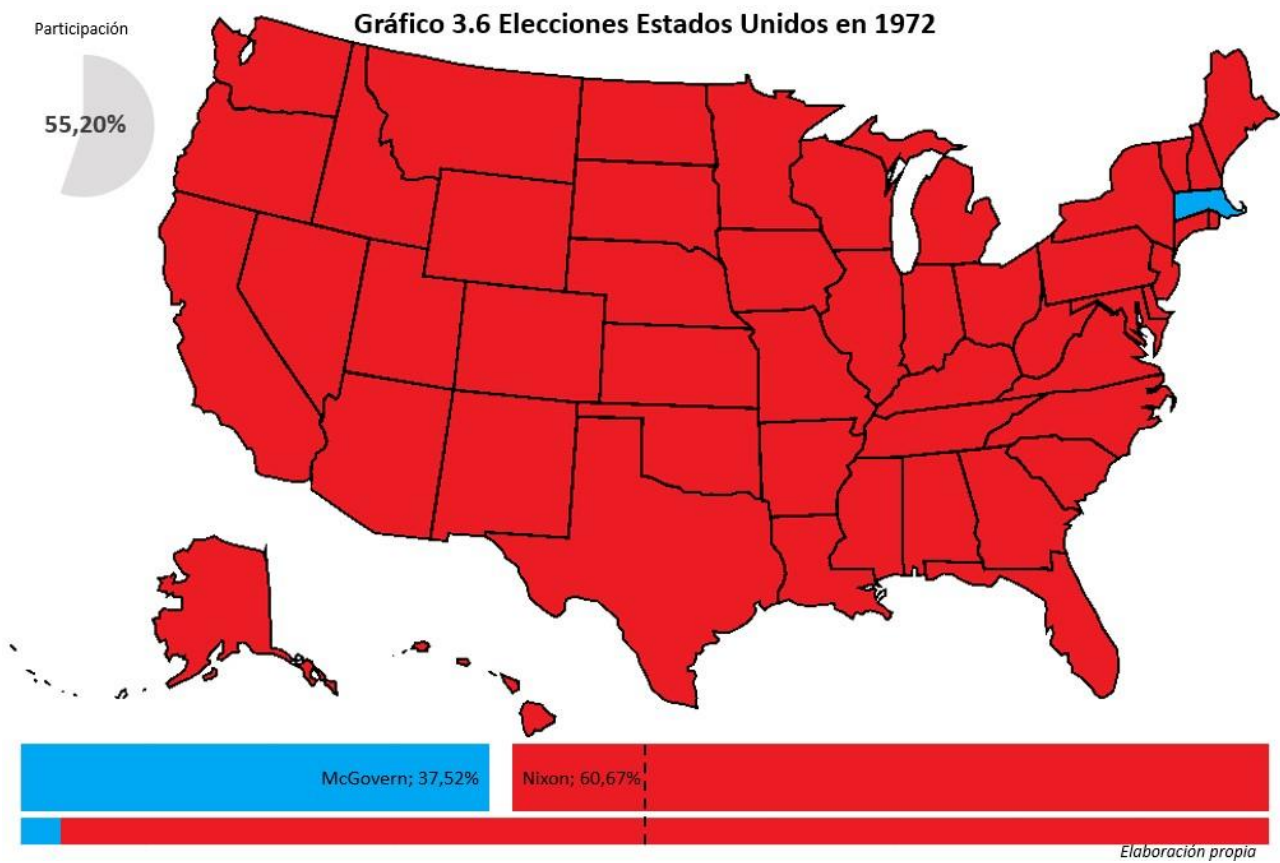 Gráfico 3.6 Elecciones Estados Unidos en 1972
Participación
55,20%
McGovern; 37,52%
Nixon; 60,67%
Elaboración propia